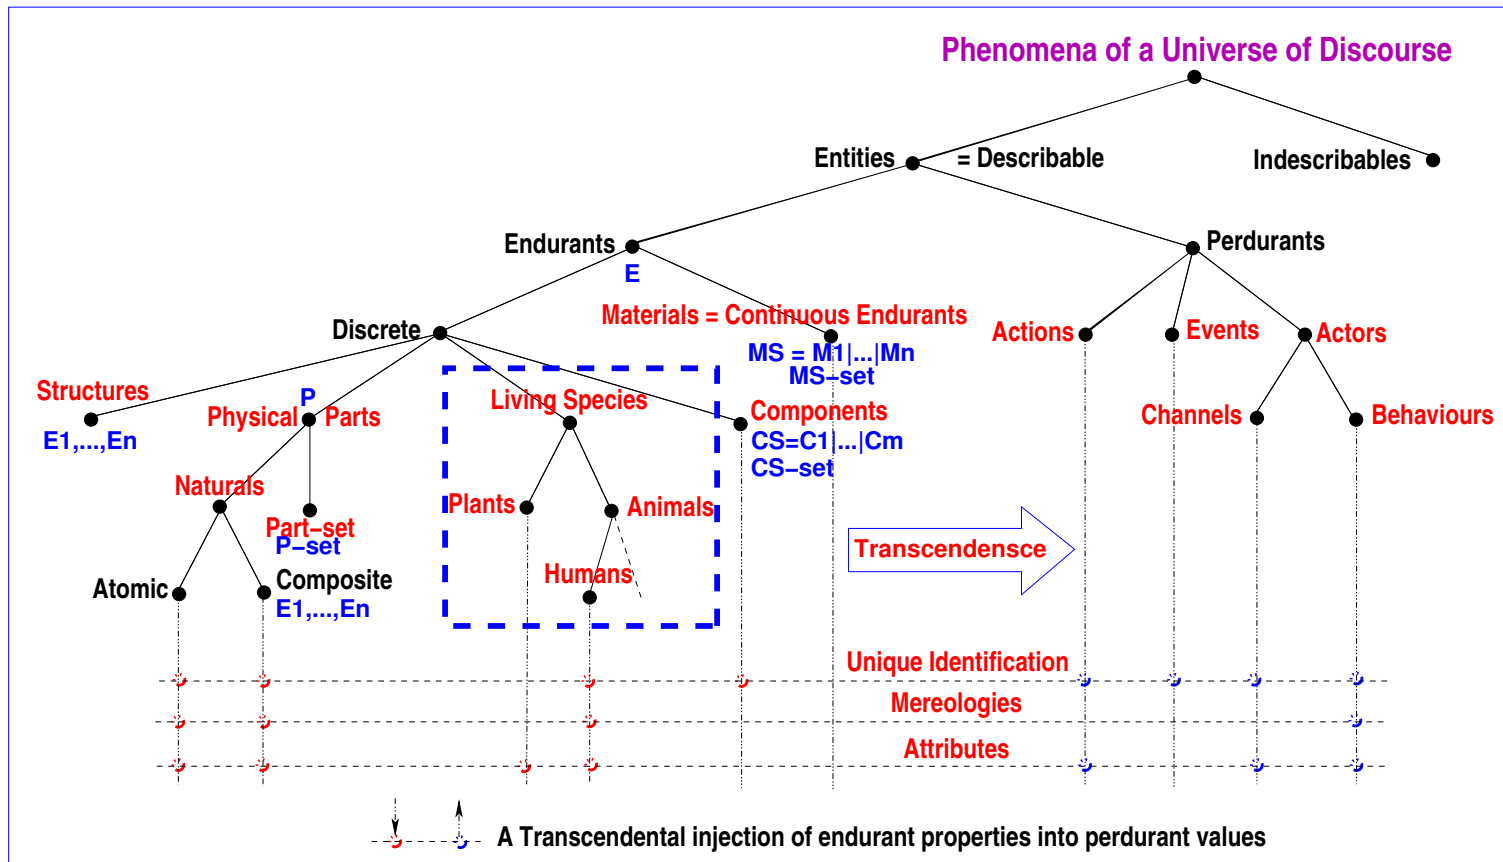 Phenomena of a Universe of Discourse
Entities
= Describable
Indescribables
Endurants
E
Perdurants
Discrete
Materials = Continuous Endurants
MS = M1|...|Mn
MS-set
Actions
Events
Actors
Structures
E1,...,En
P
Physical Parts
Living Species
Components
CS=C1|...|Cm
CS-set
Channels
Behaviours
Naturals
Part-set
P-set
Plants
Animals
Transcendensce
Atomic
Composite
E1,...,En
Humans
Unique Identification
Mereologies
Attributes
A Transcendental injection of endurant properties into perdurant values